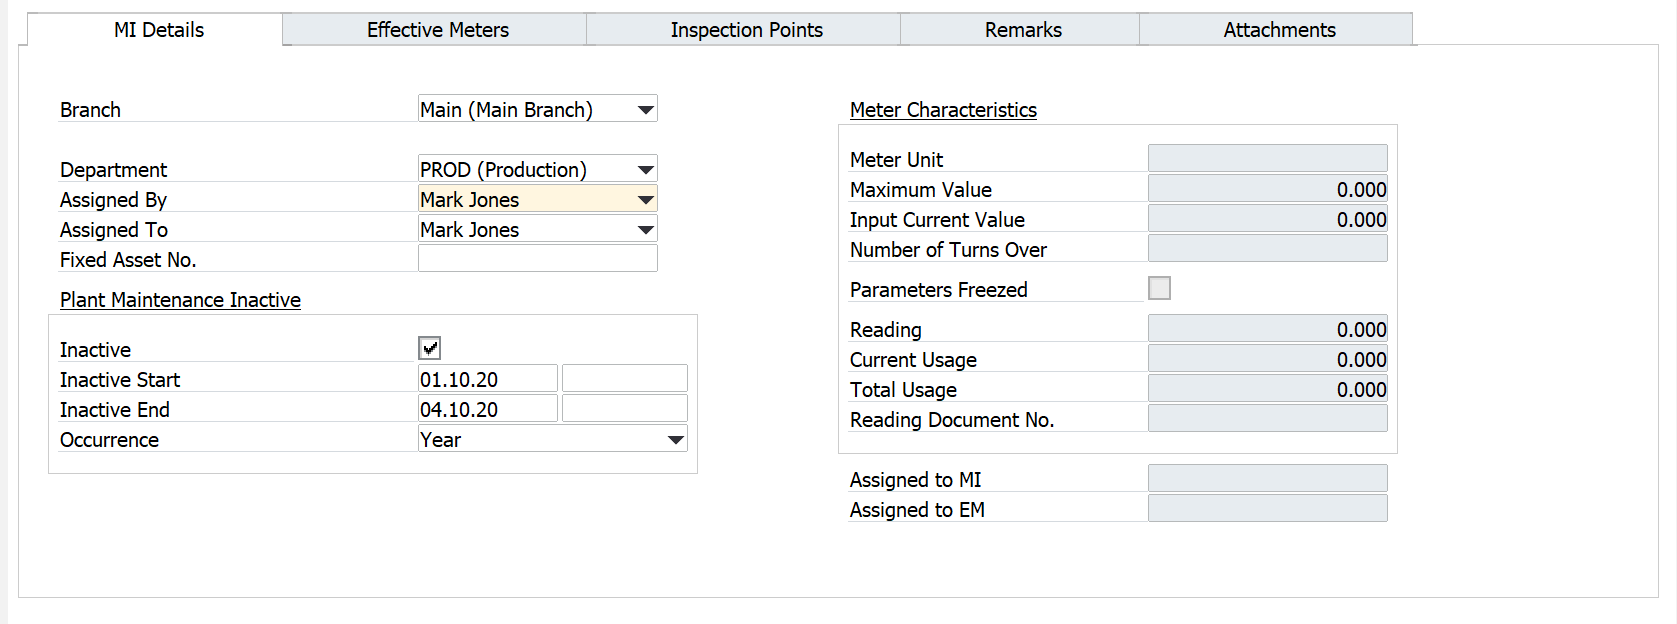 MI Details Effective Meters Inspection Points Remarks Attachments
Branch Main (Main Branch)
Department PROD (Production)
Assigned By Mark Jones
Assigned To Mark Jones
Fixed Asset No.
Plant Maintenance Inactive
Inactive
Inactive Start 01.10.20
Inactive End 04.10.20
Occurrence Year
Meter Characteristics
Meter Unit
Maximum Value 0.000
Input Current Value 0.000
Number of Turns Over
Parameters Freezed
Reading 0.000
Current Usage 0.000
Total Usage 0.000
Reading Document No.
Assigned to MI
Assigned to EM